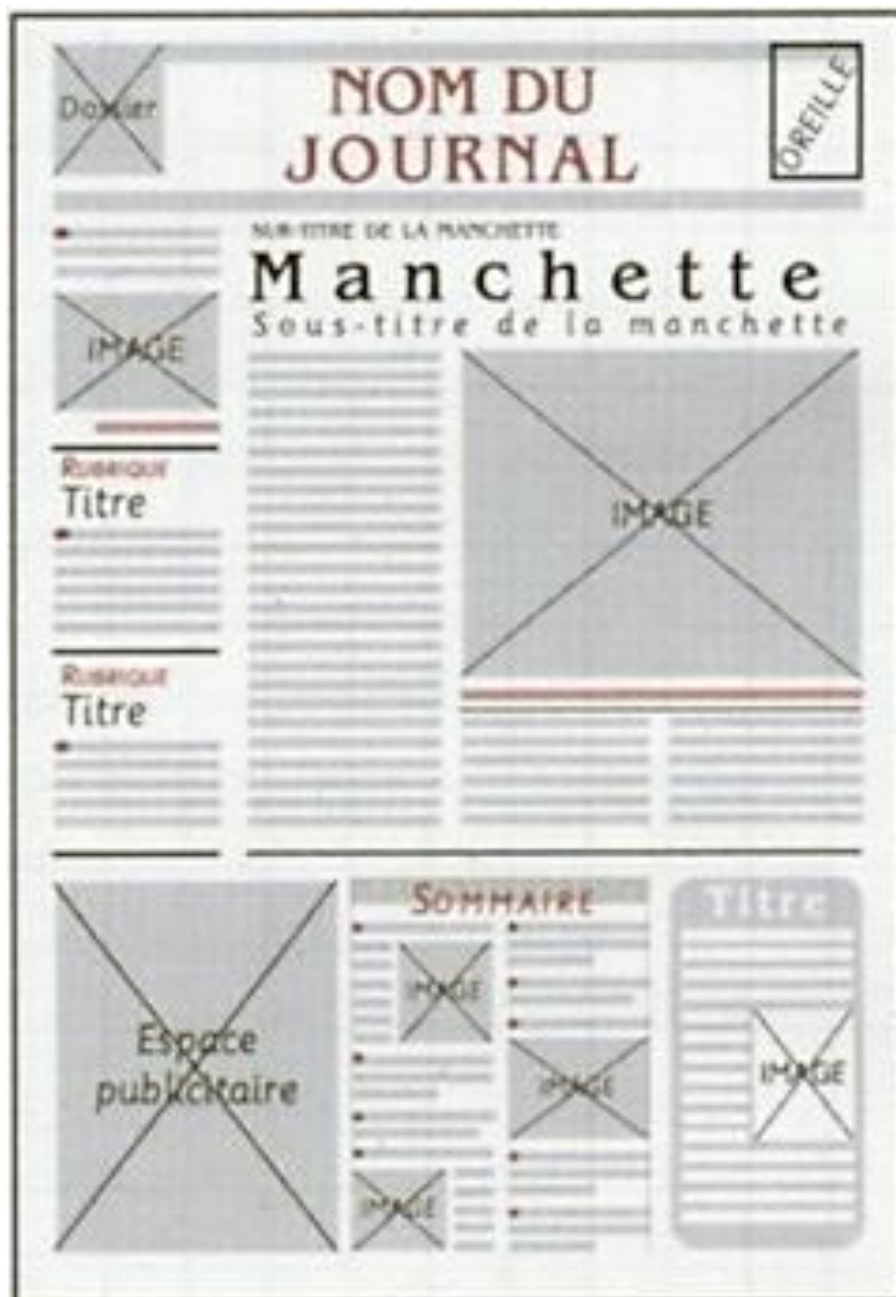 Dossier
NOM DU
JOURNAL
OREILLE
SUR-TITRE DE LA MANCHETTE
Manchette
Sous-titre de la manchette
IMAGE
IMAGE
RUBRIQUE
Titre
RUBRIQUE
Titre
Espace
publicitaire
SOMMAIRE
IMAGE
IMAGE
IMAGE
Titre
IMAGE